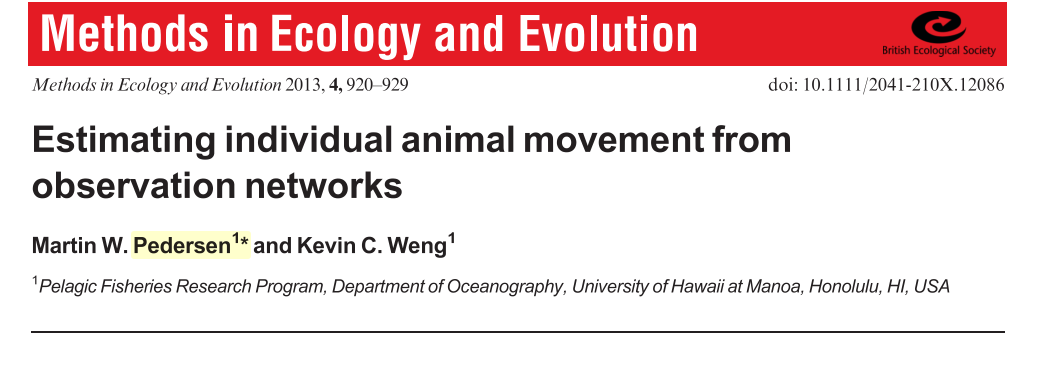 Methods in Ecology and Evolution
British Ecological Society
Methods in Ecology and Evolution 2013, 4, 920–929
doi: 10.1111/2041-210X.12086
Estimating individual animal movement from
observation networks
Martin W. Pedersen¹* and Kevin C. Weng¹
¹Pelagic Fisheries Research Program, Department of Oceanography, University of Hawaii at Manoa, Honolulu, HI, USA